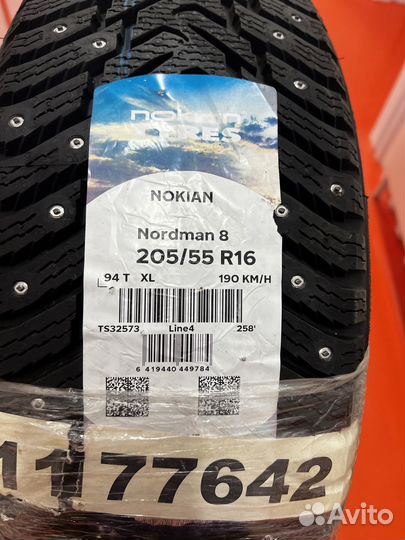 nokian
TYRES
NOKIAN
Nordman 8
205/55 R16
94 T XL 190 KM/H
TS32573 Line4 258'
6 419440 449784
1177642
Avito